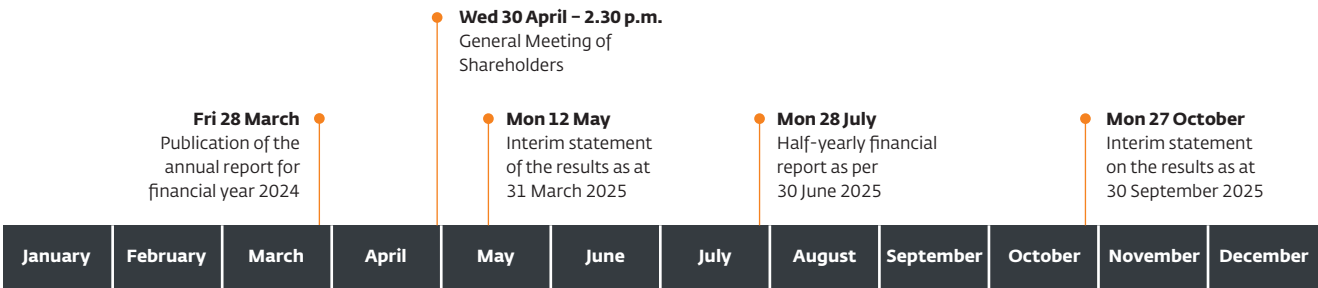 Wed 30 April – 2.30 p.m.
General Meeting of
Shareholders
Fri 28 March
Publication of the
annual report for
financial year 2024
Mon 12 May
Interim statement
of the results as at
31 March 2025
Mon 28 July
Half-yearly financial
report as per
30 June 2025
Mon 27 October
Interim statement
on the results as at
30 September 2025
January February March April May June July August September October November December